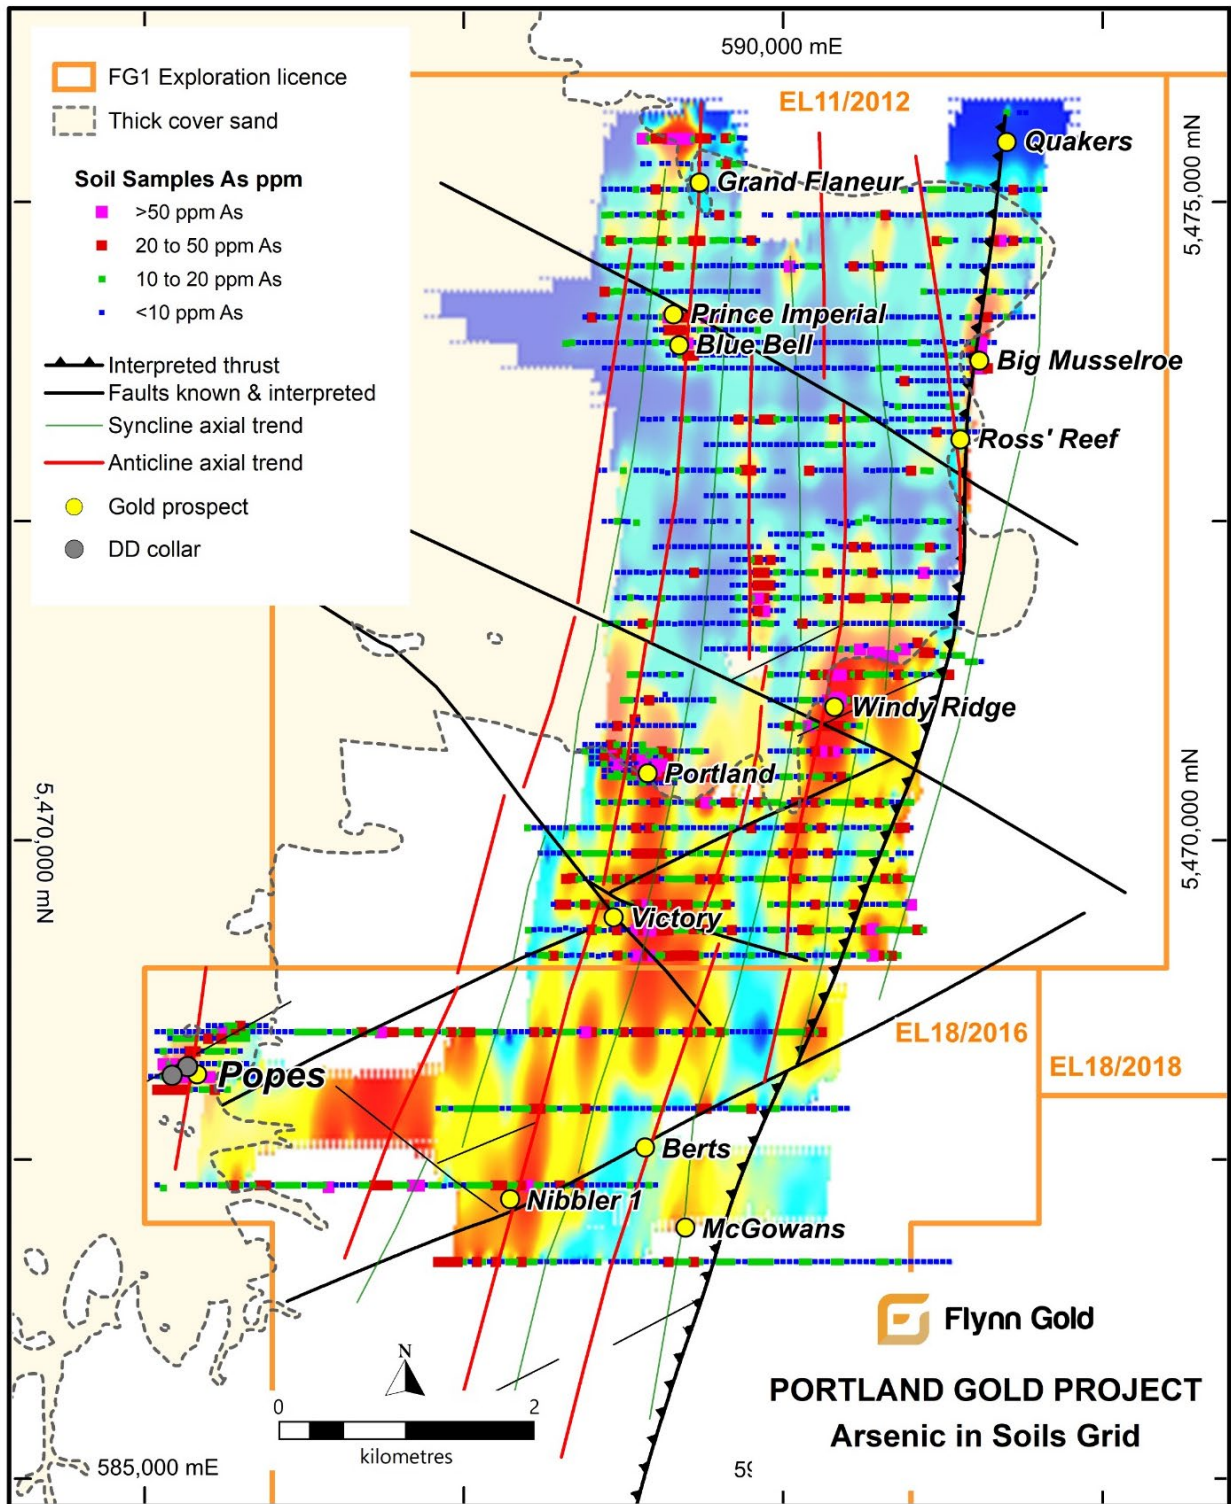 590,000 mE
FG1 Exploration licence
Thick cover sand
Soil Samples As ppm
>50 ppm As
20 to 50 ppm As
10 to 20 ppm As
<10 ppm As
Interpreted thrust
Faults known & interpreted
Syncline axial trend
Anticline axial trend
Gold prospect
DD collar
EL11/2012
5,475,000 mN
Quakers
Grand Flaneur
Prince Imperial
Blue Bell
Big Musselroe
Ross' Reef
Windy Ridge
Portland
5,470,000 mN
5,470,000 mN
Victory
EL18/2016
EL18/2018
Popes
Berts
Nibbler 1
McGowans
Flynn Gold
N
0 2
kilometres
PORTLAND GOLD PROJECT
Arsenic in Soils Grid
585,000 mE